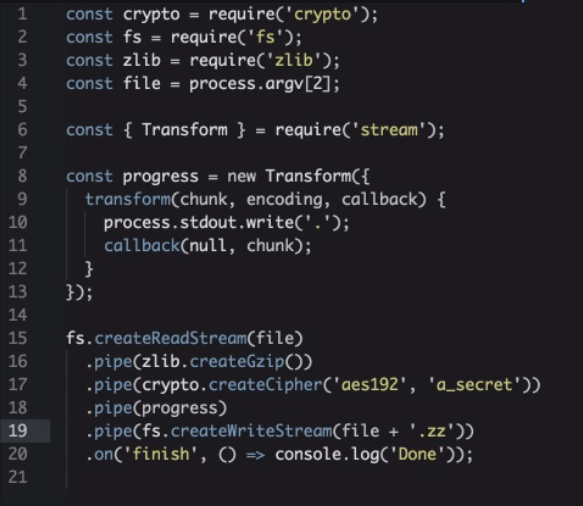 1 const crypto = require('crypto');
2 const fs = require('fs');
3 const zlib = require('zlib');
4 const file = process.argv[2];
5
6 const { Transform } = require('stream');
7
8 const progress = new Transform({
9   transform(chunk, encoding, callback) {
10     process.stdout.write('.');
11     callback(null, chunk);
12   }
13 });
14
15 fs.createReadStream(file)
16   .pipe(zlib.createGzip())
17   .pipe(crypto.createCipher('aes192', 'a_secret'))
18   .pipe(progress)
19   .pipe(fs.createWriteStream(file + '.zz'))
20   .on('finish', () => console.log('Done'));
21